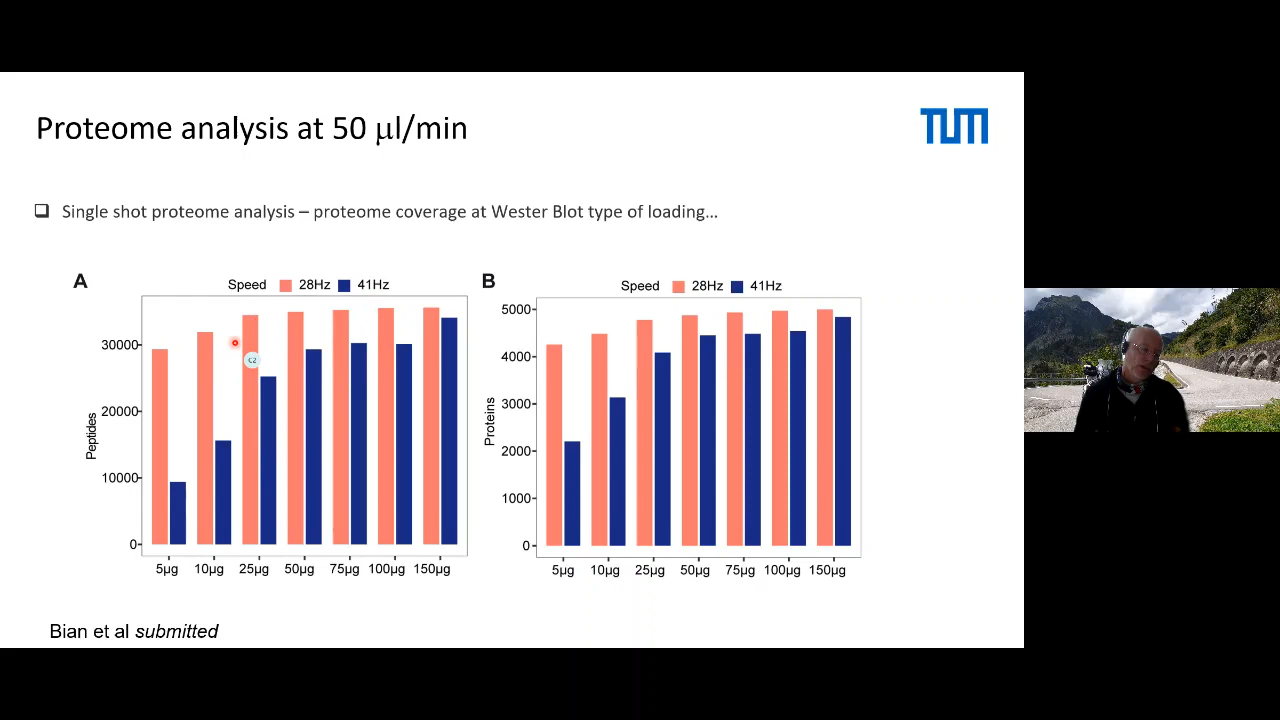 Proteome analysis at 50 µl/min
TUM
Single shot proteome analysis – proteome coverage at Wester Blot type of loading...
A
Speed 28Hz 41Hz
Peptides
30000
20000
10000
0
5µg 10µg 25µg 50µg 75µg 100µg 150µg
C2
B
Speed 28Hz 41Hz
Proteins
5000
4000
3000
2000
1000
0
5µg 10µg 25µg 50µg 75µg 100µg 150µg
Bian et al submitted